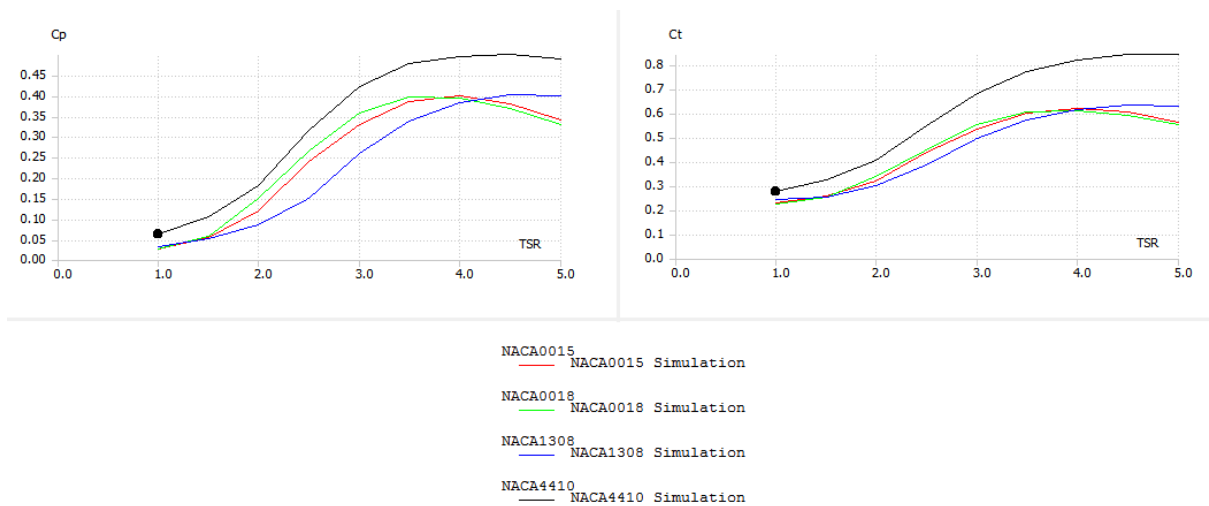 Cp
0.45
0.40
0.35
0.30
0.25
0.20
0.15
0.10
0.05
0.00
TSR
0.0 1.0 2.0 3.0 4.0 5.0
Ct
0.8
0.7
0.6
0.5
0.4
0.3
0.2
0.1
0.0
TSR
0.0 1.0 2.0 3.0 4.0 5.0
NACA0015
NACA0015 Simulation
NACA0018
NACA0018 Simulation
NACA1308
NACA1308 Simulation
NACA4410
NACA4410 Simulation